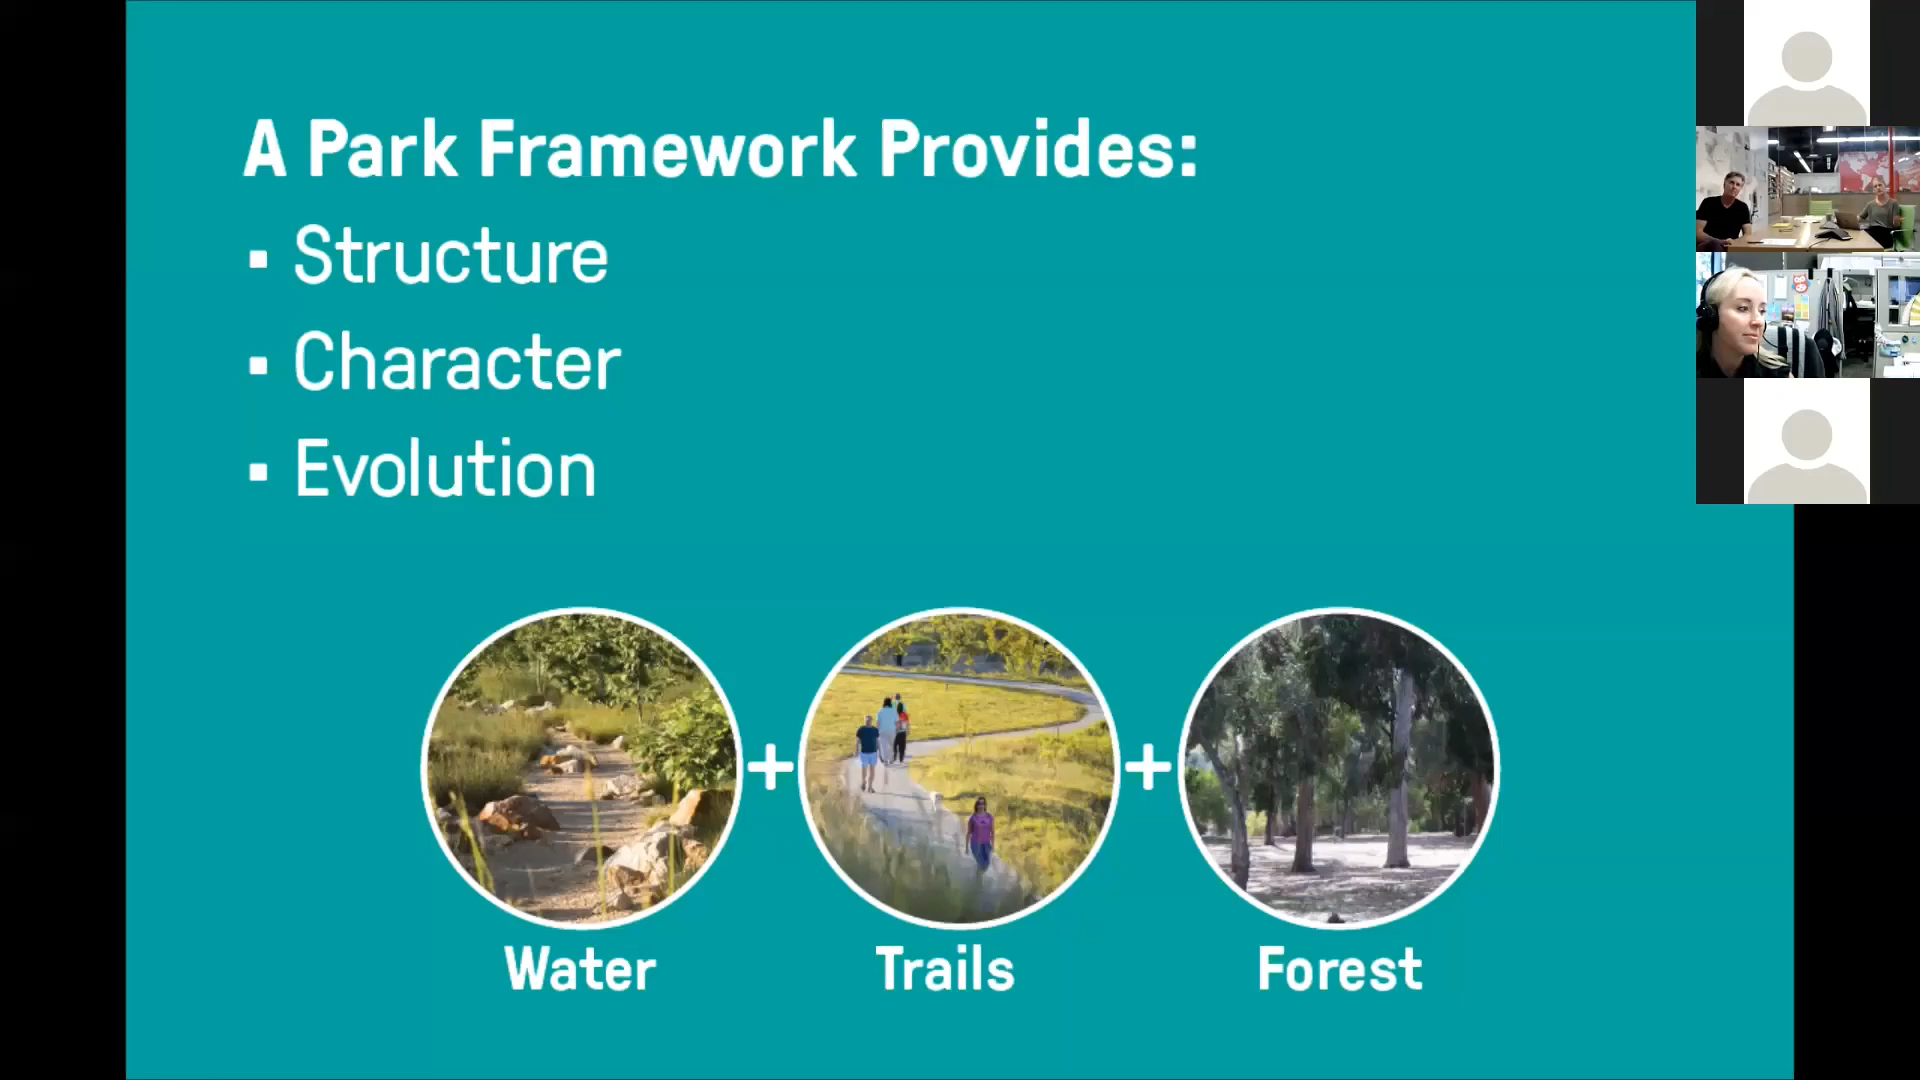 A Park Framework Provides:
▪ Structure
▪ Character
▪ Evolution
+ +
Water Trails Forest